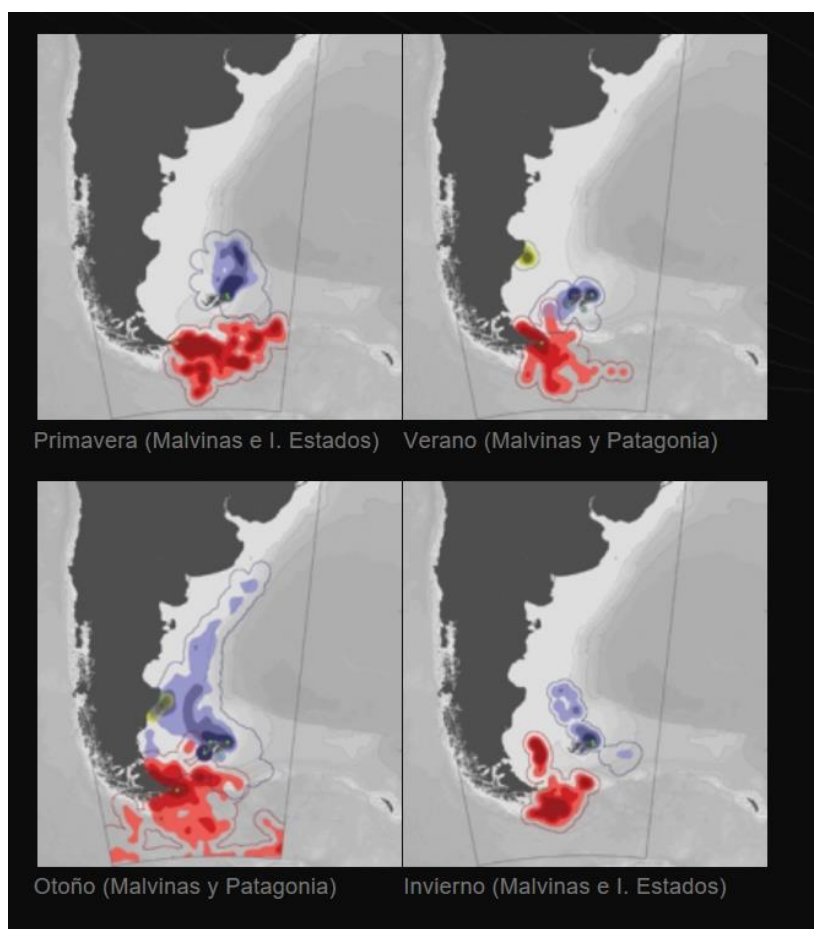 Primavera (Malvinas e I. Estados)
Verano (Malvinas y Patagonia)
Otoño (Malvinas y Patagonia)
Invierno (Malvinas e I. Estados)